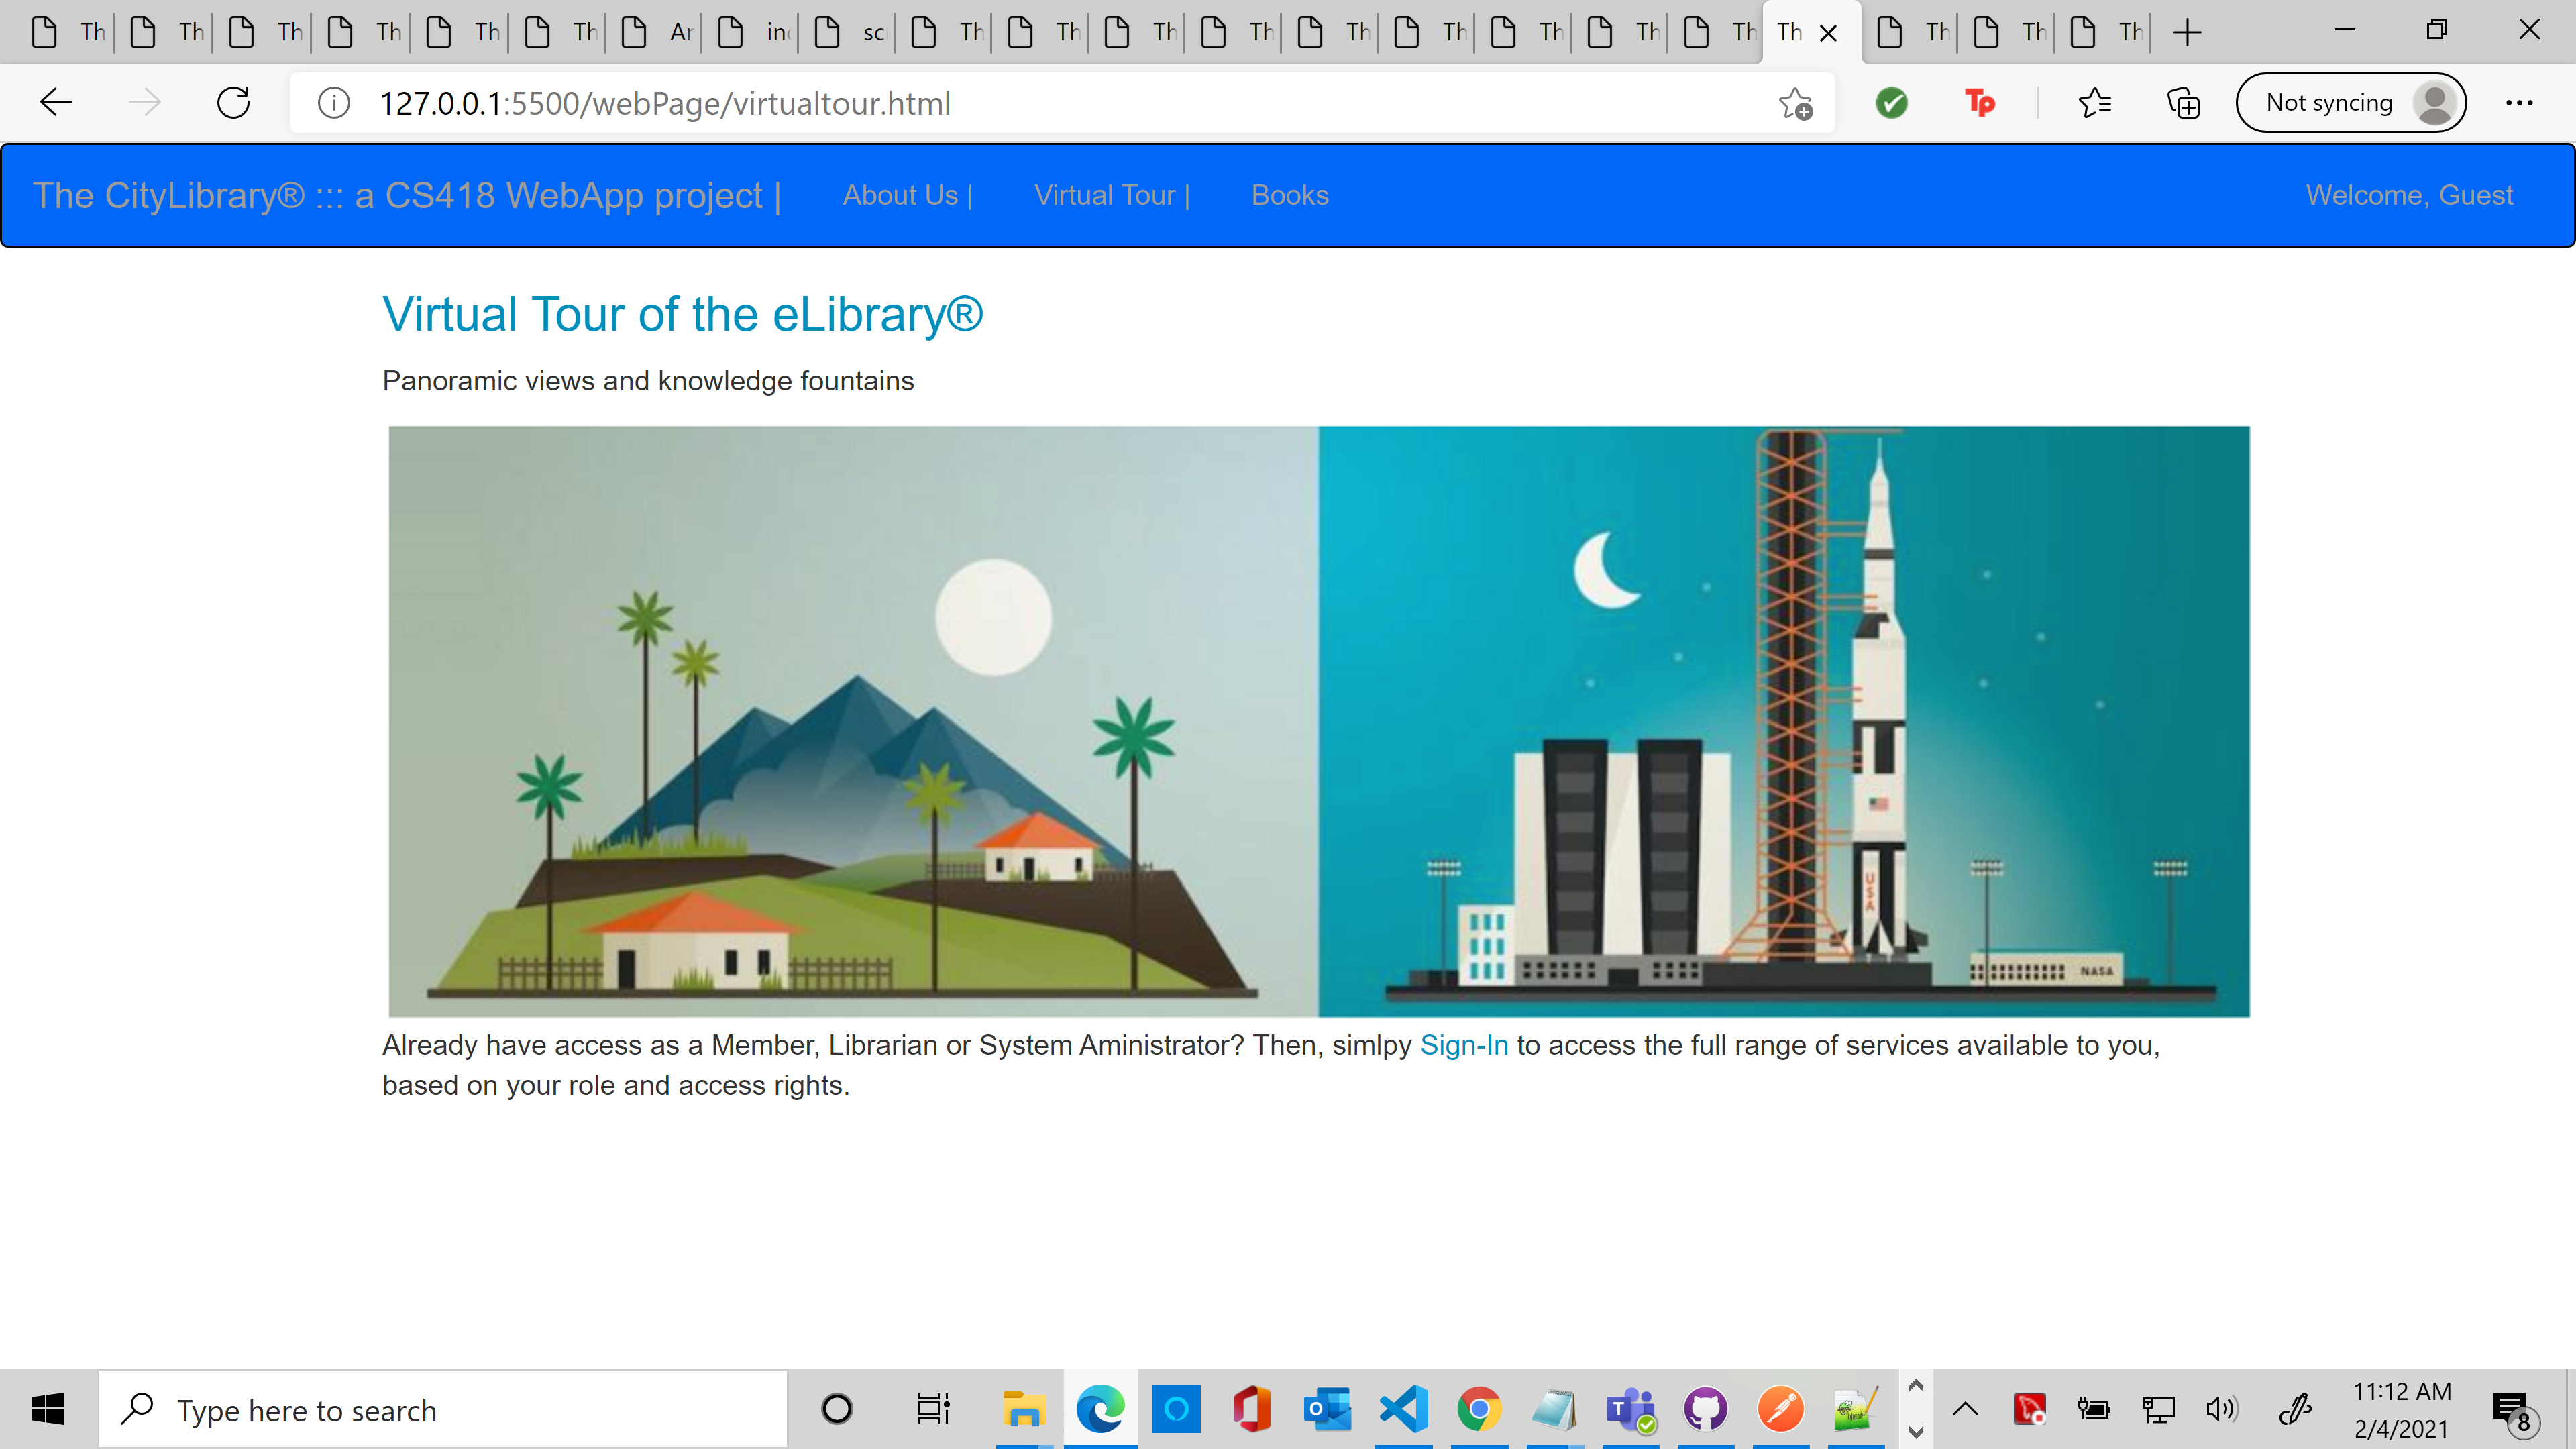 Th Th Th Th Th Th Ar sc Th Th Th Th Th Th Th Th Th Th Th Th Th
127.0.0.1:5500/webPage/virtualtour.html
Not syncing
The CityLibrary® ::: a CS418 WebApp project | About Us | Virtual Tour | Books Welcome, Guest
Virtual Tour of the eLibrary®
Panoramic views and knowledge fountains
USA
NASA
Already have access as a Member, Librarian or System Aministrator? Then, simlpy Sign-In to access the full range of services available to you,
based on your role and access rights.
Type here to search
11:12 AM
2/4/2021
8